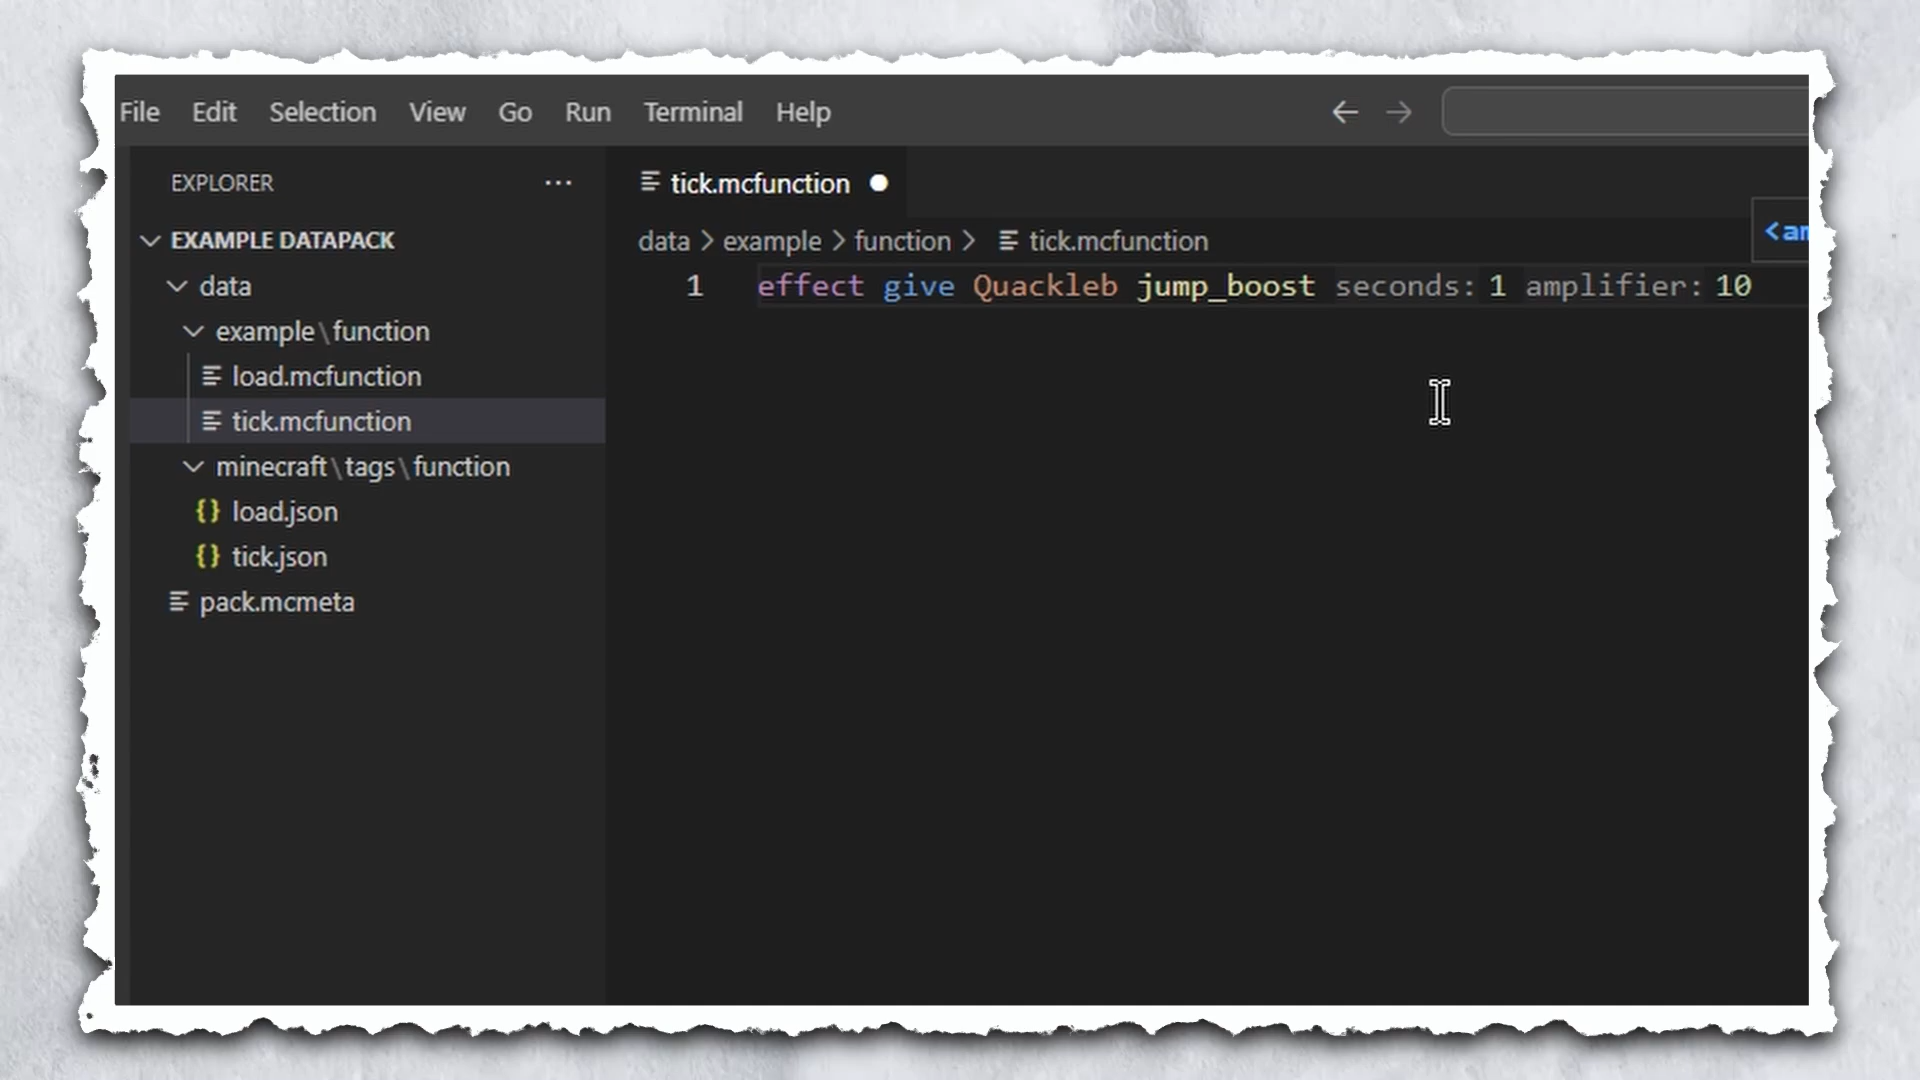 File Edit Selection View Go Run Terminal Help
EXPLORER ...
EXAMPLE DATAPACK
data
example\function
load.mcfunction
tick.mcfunction
minecraft\tags\function
load.json
tick.json
pack.mcmeta
tick.mcfunction
data > example > function > tick.mcfunction
<am
1 effect give Quackleb jump_boost seconds: 1 amplifier: 10